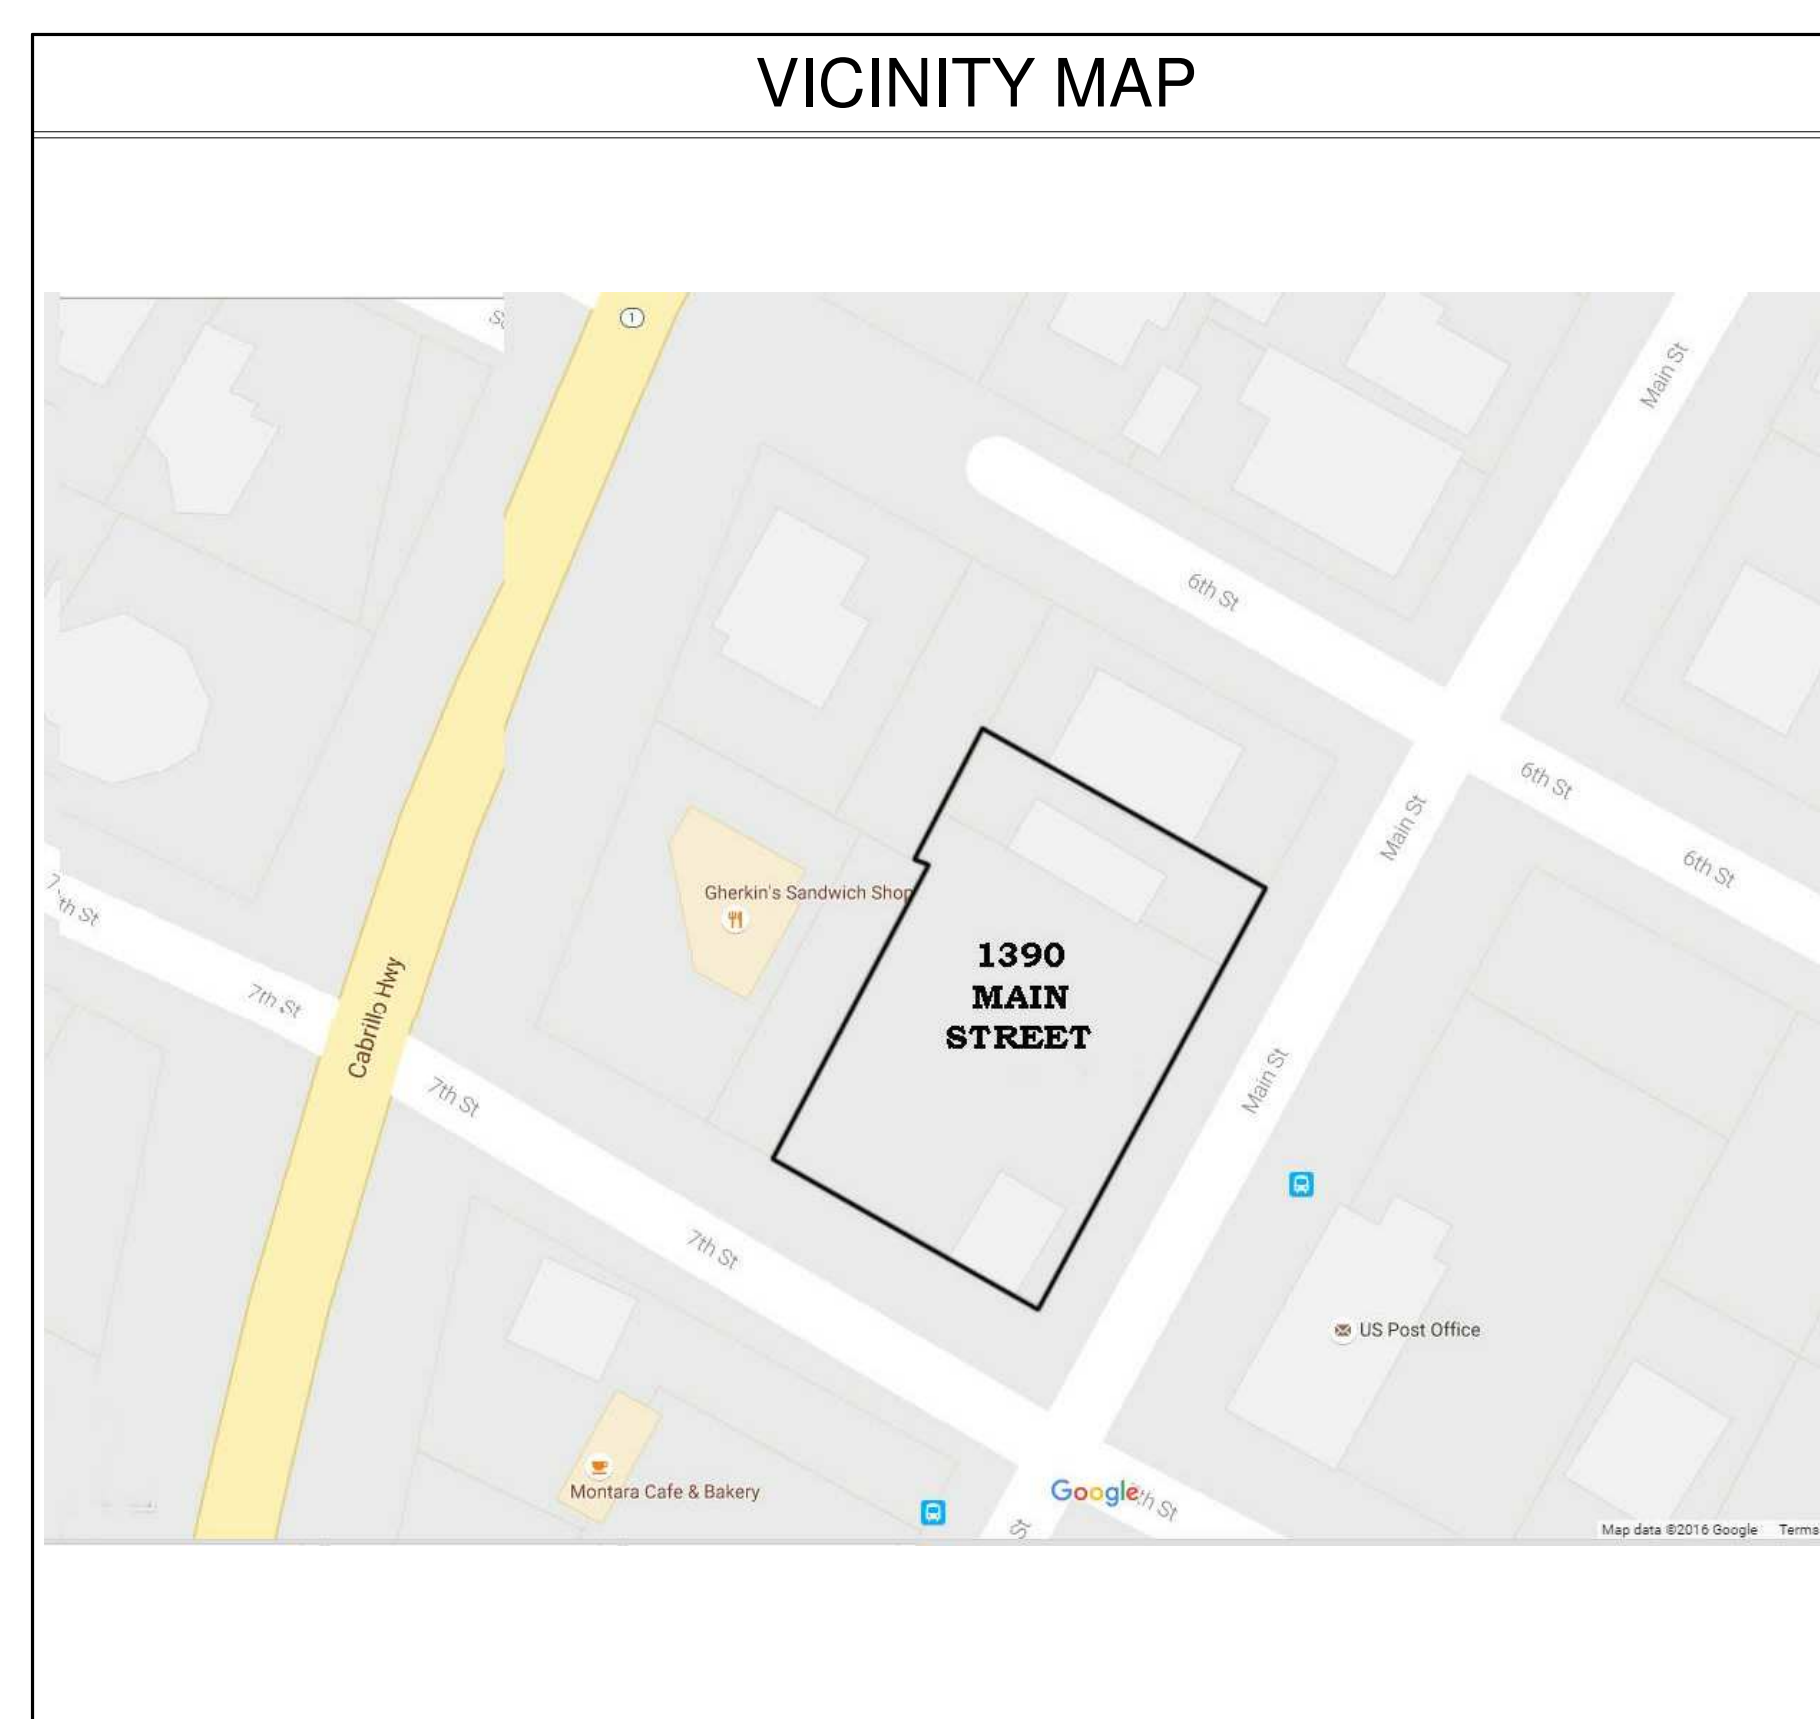 VICINITY MAP
1
Main St
6th St
6th St
Main St
6th St
7th St
Gherkin's Sandwich Shop
1390
MAIN
STREET
7th St
Cabrillo Hwy
7th St
Main St
7th St
US Post Office
Montara Cafe & Bakery
Google
th St
St
Map data ©2016 Google Terms